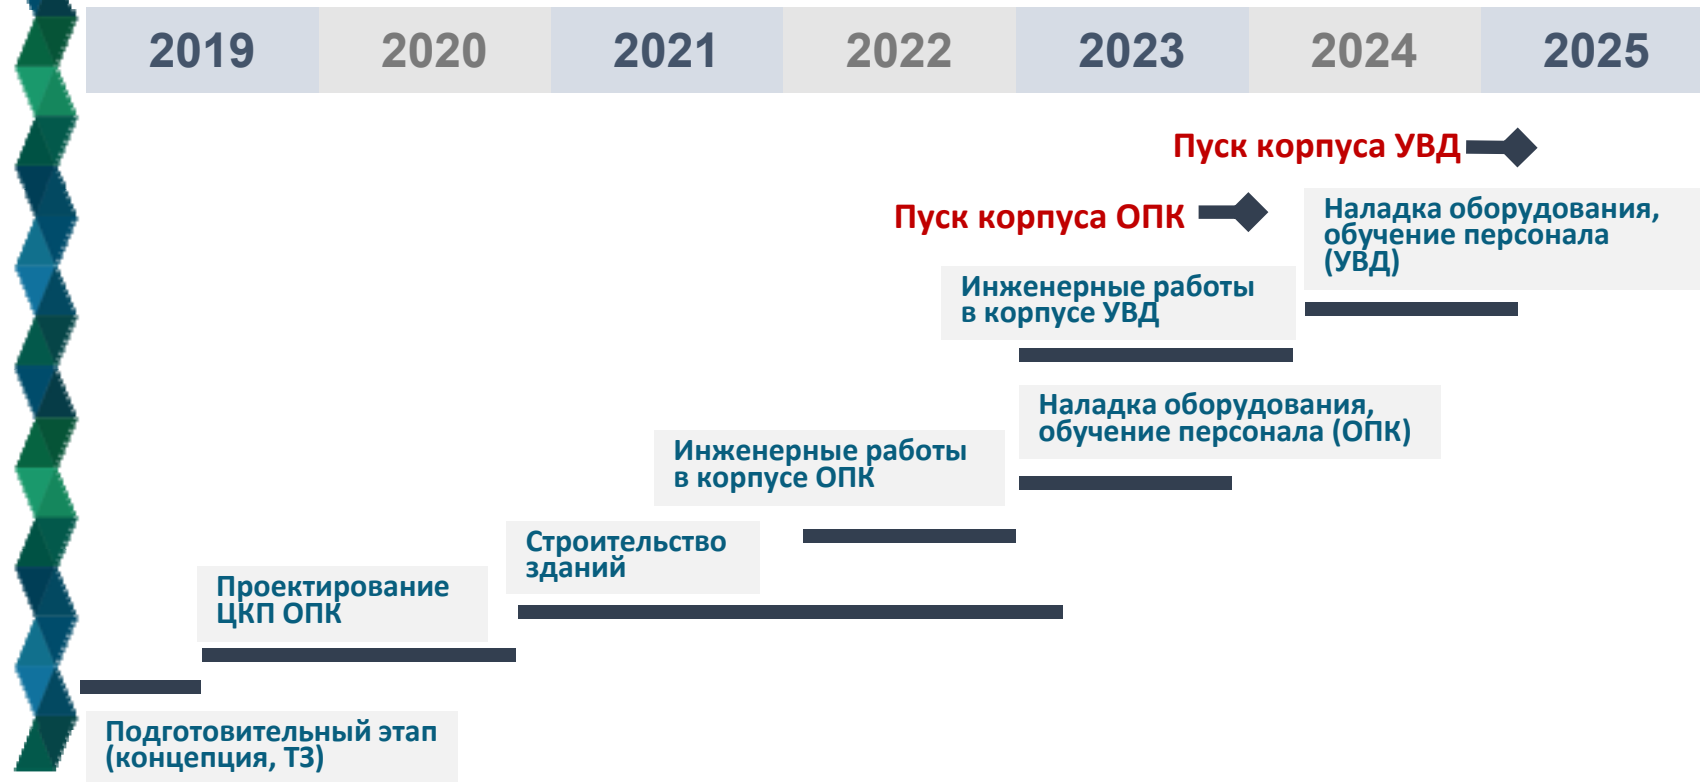 2019 2020 2021 2022 2023 2024 2025
Пуск корпуса УВД
Пуск корпуса ОПК
Наладка оборудования,
обучение персонала
(УВД)
Инженерные работы
в корпусе УВД
Наладка оборудования,
обучение персонала (ОПК)
Инженерные работы
в корпусе ОПК
Строительство
зданий
Проектирование
ЦКП ОПК
Подготовительный этап
(концепция, ТЗ)